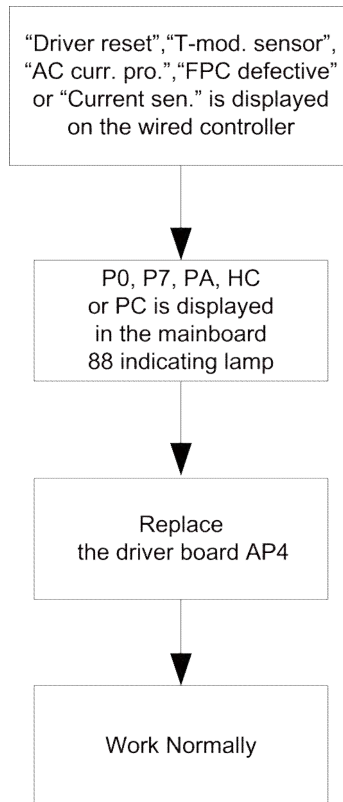 “Driver reset”,“T-mod. sensor”,
“AC curr. pro.”,“FPC defective”
or “Current sen.” is displayed
on the wired controller
P0, P7, PA, HC
or PC is displayed
in the mainboard
88 indicating lamp
Replace
the driver board AP4
Work Normally